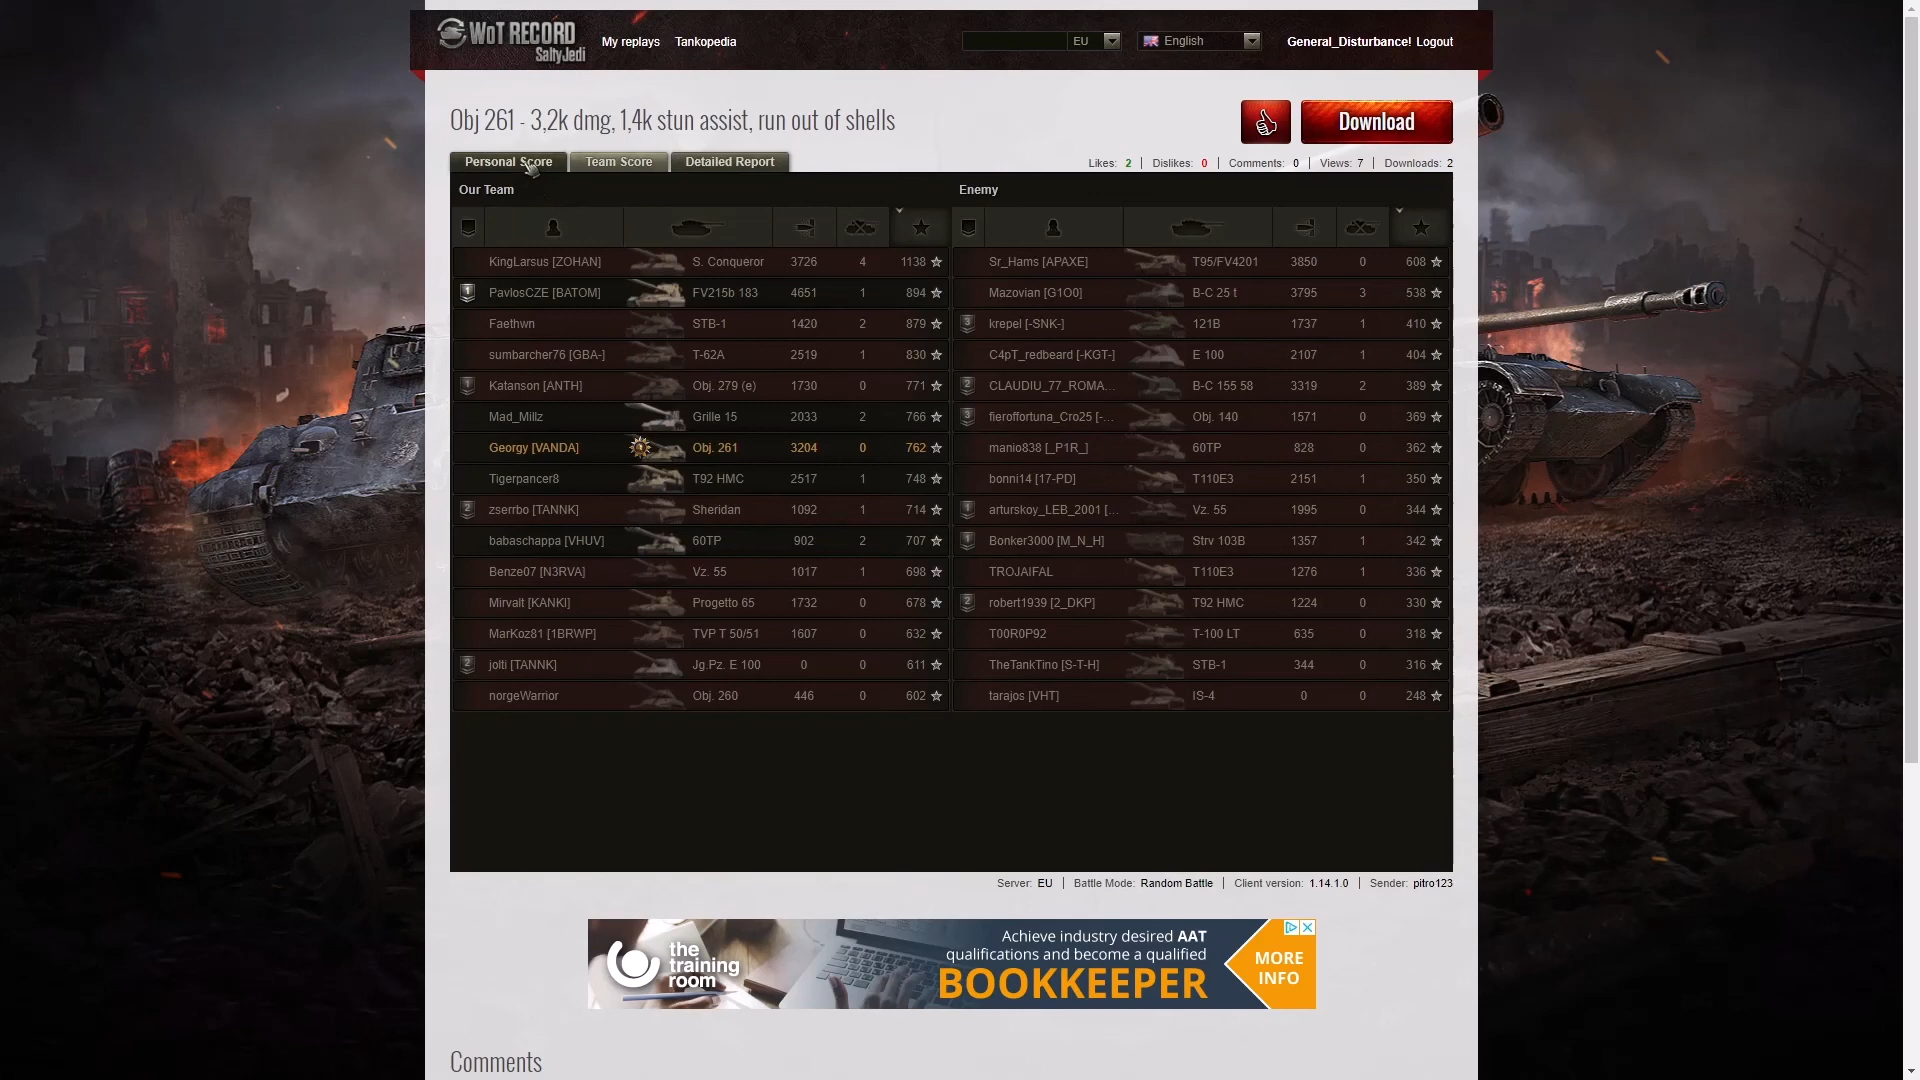 WoT RECORD
SaltyJedi
My replays
Tankopedia
EU
English
General_Disturbance! Logout
Obj 261 - 3,2k dmg, 1,4k stun assist, run out of shells
Download
Personal Score
Team Score
Detailed Report
Likes: 2 | Dislikes: 0 | Comments: 0 | Views: 7 | Downloads: 2
Our Team
KingLarsus [ZOHAN] S. Conqueror 3726 4 1138
1 PavlosCZE [BATOM] FV215b 183 4651 1 894
Faethwn STB-1 1420 2 879
sumbarcher76 [GBA-] T-62A 2519 1 830
1 Katanson [ANTH] Obj. 279 (e) 1730 0 771
Mad_Millz Grille 15 2033 2 766
Georgy [VANDA] Obj. 261 3204 0 762
Tigerpancer8 T92 HMC 2517 1 748
2 zserrbo [TANNK] Sheridan 1092 1 714
babaschappa [VHUV] 60TP 902 2 707
Benze07 [N3RVA] Vz. 55 1017 1 698
Mirvalt [KANKI] Progetto 65 1732 0 678
MarKoz81 [1BRWP] TVP T 50/51 1607 0 632
2 jolti [TANNK] Jg.Pz. E 100 0 0 611
norgeWarrior Obj. 260 446 0 602
Enemy
Sr_Hams [APAXE] T95/FV4201 3850 0 608
Mazovian [G1O0] B-C 25 t 3795 3 538
3 krepel [-SNK-] 121B 1737 1 410
C4pT_redbeard [-KGT-] E 100 2107 1 404
2 CLAUDIU_77_ROMA... B-C 155 58 3319 2 389
3 fieroffortuna_Cro25 [-... Obj. 140 1571 0 369
manio838 [_P1R_] 60TP 828 0 362
bonni14 [17-PD] T110E3 2151 1 350
1 arturskoy_LEB_2001 [... Vz. 55 1995 0 344
1 Bonker3000 [M_N_H] Strv 103B 1357 1 342
TROJAIFAL T110E3 1276 1 336
2 robert1939 [2_DKP] T92 HMC 1224 0 330
T00R0P92 T-100 LT 635 0 318
TheTankTino [S-T-H] STB-1 344 0 316
tarajos [VHT] IS-4 0 0 248
Server: EU | Battle Mode: Random Battle | Client version: 1.14.1.0 | Sender: pitro123
the
training
room
Achieve industry desired AAT
qualifications and become a qualified
BOOKKEEPER
MORE
INFO
Comments